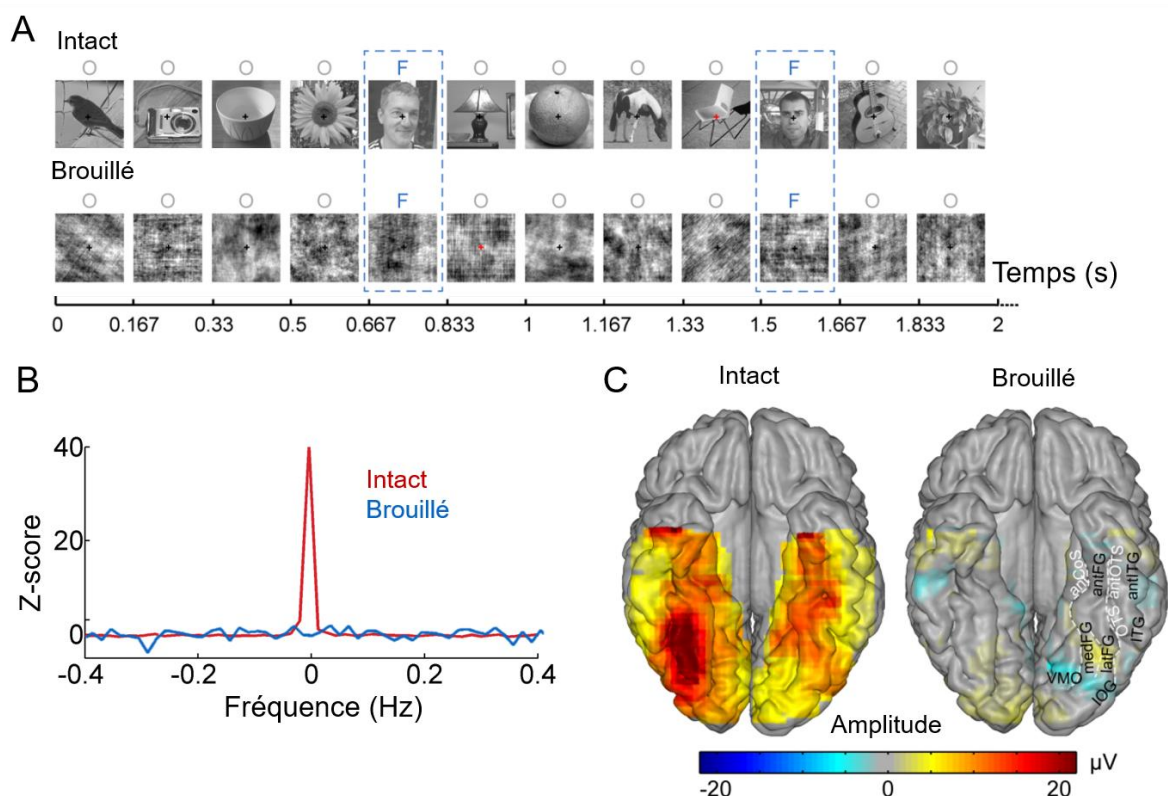 A
Intact
O O O O F O O O O F O O
Brouillé
O O O O F O O O O F O O
Temps (s)
0 0.167 0.33 0.5 0.667 0.833 1 1.167 1.33 1.5 1.667 1.833 2
B
40
20
0
Z-score
Intact
Brouillé
-0.4 -0.2 0 0.2 0.4
Fréquence (Hz)
C
Intact Brouillé
antCoS
antFG
antOTS
antITG
OTS
ITG
medFG
latFG
VMO
IOG
Amplitude
µV
-20 0 20